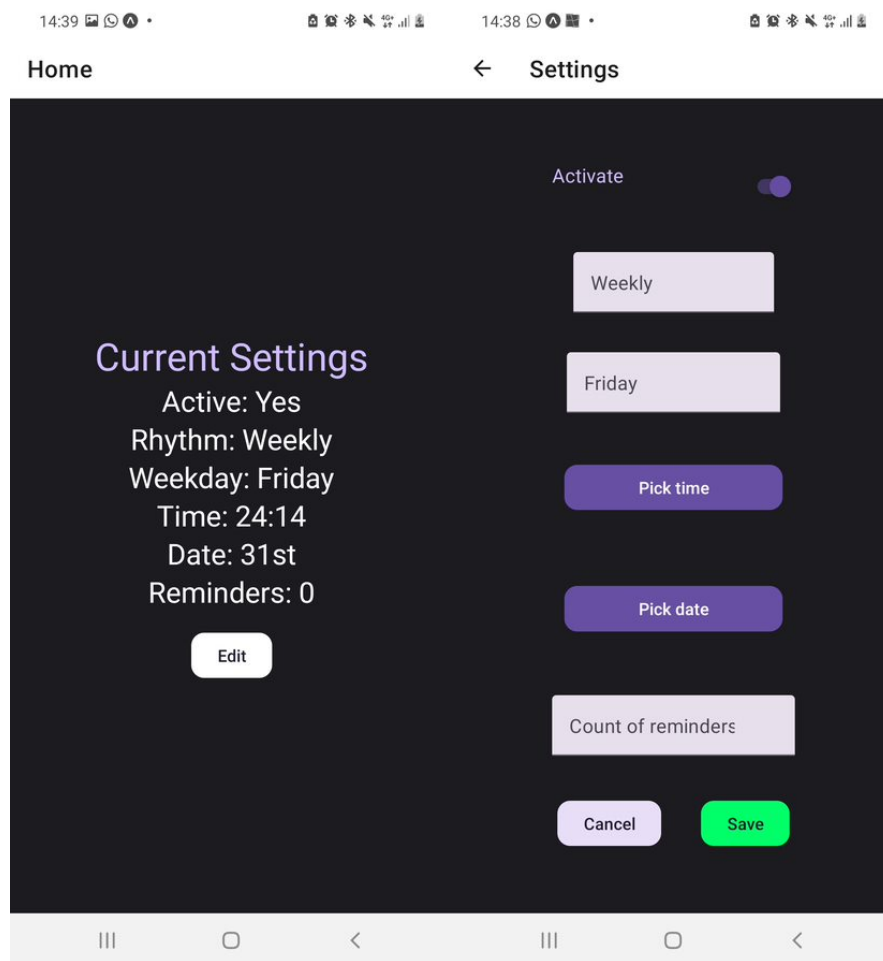 14:39
Home
Current Settings
Active: Yes
Rhythm: Weekly
Weekday: Friday
Time: 24:14
Date: 31st
Reminders: 0
Edit
14:38
Settings
Activate
Weekly
Friday
Pick time
Pick date
Count of reminders
Cancel
Save